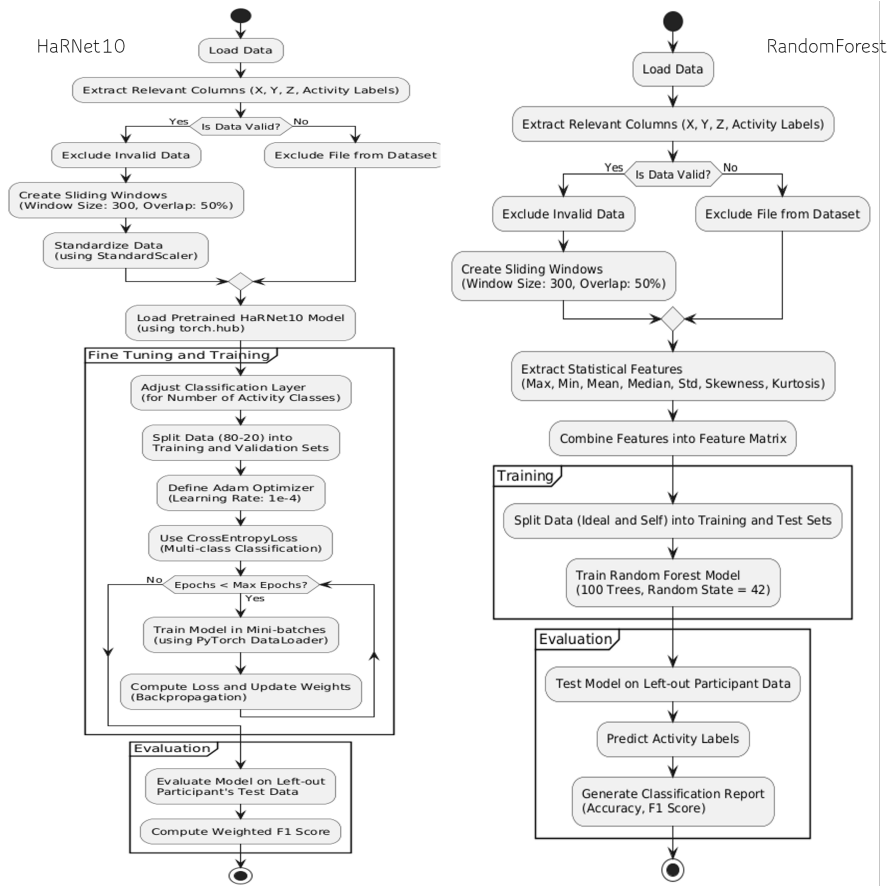 HaRNet10
Load Data
Extract Relevant Columns (X, Y, Z, Activity Labels)
Yes
Is Data Valid?
No
Exclude Invalid Data
Exclude File from Dataset
Create Sliding Windows
(Window Size: 300, Overlap: 50%)
Standardize Data
(using StandardScaler)
Load Pretrained HaRNet10 Model
(using torch.hub)
Fine Tuning and Training
Adjust Classification Layer
(for Number of Activity Classes)
Split Data (80-20) into
Training and Validation Sets
Define Adam Optimizer
(Learning Rate: 1e-4)
Use CrossEntropyLoss
(Multi-class Classification)
No
Epochs < Max Epochs?
Yes
Train Model in Mini-batches
(using PyTorch DataLoader)
Compute Loss and Update Weights
(Backpropagation)
Evaluation
Evaluate Model on Left-out
Participant's Test Data
Compute Weighted F1 Score
RandomForest
Load Data
Extract Relevant Columns (X, Y, Z, Activity Labels)
Yes
Is Data Valid?
No
Exclude Invalid Data
Exclude File from Dataset
Create Sliding Windows
(Window Size: 300, Overlap: 50%)
Extract Statistical Features
(Max, Min, Mean, Median, Std, Skewness, Kurtosis)
Combine Features into Feature Matrix
Training
Split Data (Ideal and Self) into Training and Test Sets
Train Random Forest Model
(100 Trees, Random State = 42)
Evaluation
Test Model on Left-out Participant Data
Predict Activity Labels
Generate Classification Report
(Accuracy, F1 Score)